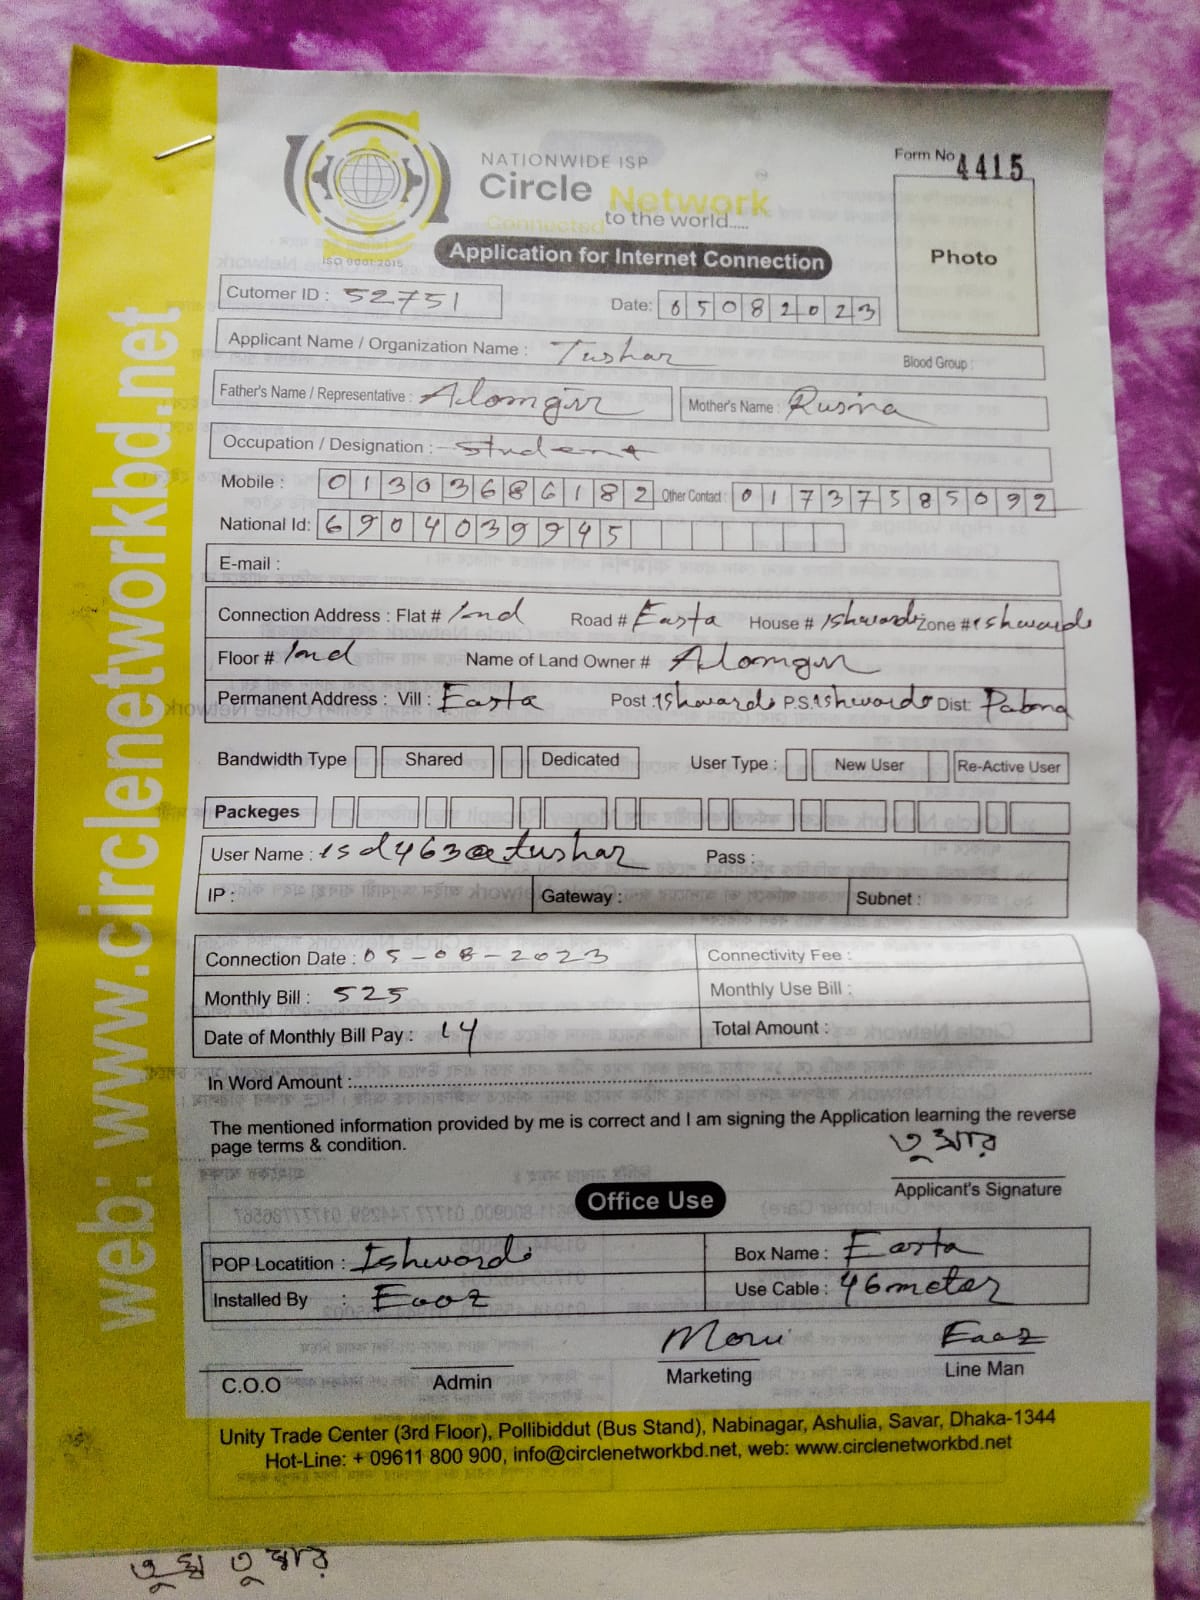 NATIONWIDE ISP
Circle Network
Connected to the world.....
ISO 9001:2015
Form No 4415
Photo
Application for Internet Connection
Cutomer ID : 52751 Date: 05082023
Applicant Name / Organization Name : Tushar Blood Group :
Father's Name / Representative : Alomgir Mother's Name : Rusina
Occupation / Designation : Student
Mobile : 01303686182 Other Contact : 01737585092
National Id: 6904039945
E-mail :
Connection Address : Flat # Ind Road # Easta House # Ishwardi Zone # Ishwardi
Floor # Ind Name of Land Owner # Alomgir
Permanent Address : Vill : Easta Post : Ishwardi P.S. Ishwardi Dist: Pabna
Bandwidth Type Shared Dedicated User Type : New User Re-Active User
Packeges
User Name : isd463@tushar Pass :
IP : Gateway : Subnet :
Connection Date : 05-08-2023 Connectivity Fee :
Monthly Bill : 525 Monthly Use Bill :
Date of Monthly Bill Pay : 14 Total Amount :
In Word Amount :
The mentioned information provided by me is correct and I am signing the Application learning the reverse
page terms & condition.
তুষার
Applicant's Signature
Office Use
POP Locatition : Ishwardi Box Name : Easta
Installed By : Eaoz Use Cable : 46 meter
Moni Eaoz
C.O.O Admin Marketing Line Man
Unity Trade Center (3rd Floor), Pollibiddut (Bus Stand), Nabinagar, Ashulia, Savar, Dhaka-1344
Hot-Line: + 09611 800 900, info@circlenetworkbd.net, web: www.circlenetworkbd.net
web: www.circlenetworkbd.net
তুষার